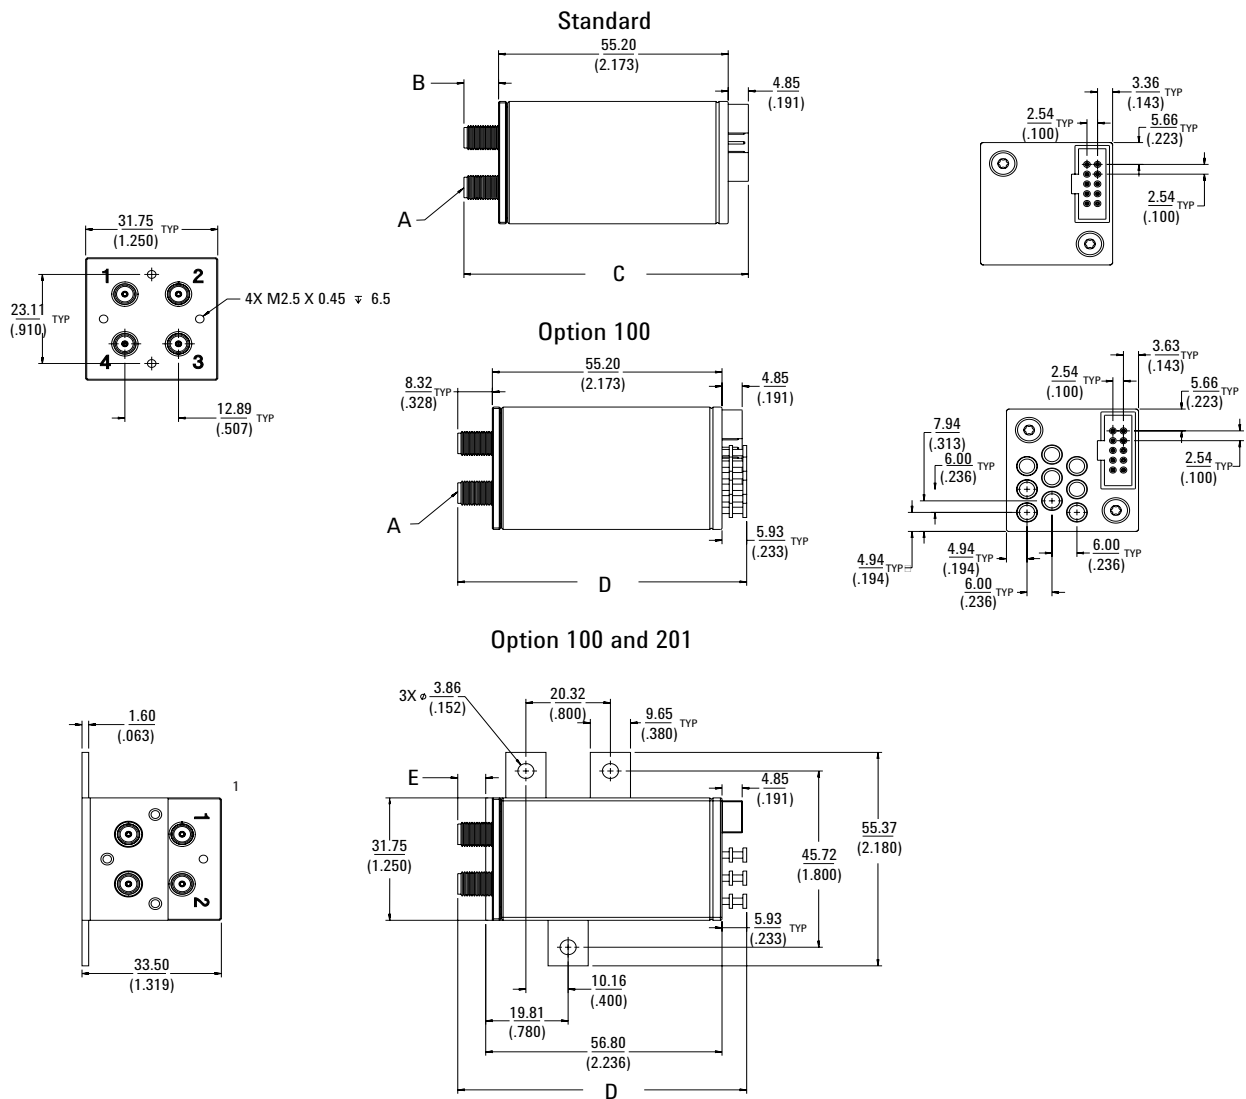 Standard
55.20
(2.173)
B
4.85
(.191)
A
C
3.36 TYP
(.143)
2.54 TYP
(.100)
5.66 TYP
(.223)
2.54 TYP
(.100)
31.75 TYP
(1.250)
1
2
23.11 TYP
(.910)
4X M2.5 X 0.45 ↧ 6.5
4
3
12.89 TYP
(.507)
Option 100
55.20
(2.173)
8.32 TYP
(.328)
4.85
(.191)
A
5.93 TYP
(.233)
D
3.63 TYP
(.143)
2.54 TYP
(.100)
5.66 TYP
(.223)
7.94
(.313)
6.00 TYP
(.236)
2.54 TYP
(.100)
4.94 TYP
(.194)
4.94 TYP
(.194)
6.00 TYP
(.236)
6.00 TYP
(.236)
Option 100 and 201
1.60
(.063)
1
1
2
33.50
(1.319)
3X ⌀ 3.86
(.152)
20.32
(.800)
9.65 TYP
(.380)
E
4.85
(.191)
31.75
(1.250)
55.37
(2.180)
45.72
(1.800)
5.93 TYP
(.233)
10.16
(.400)
19.81
(.780)
56.80
(2.236)
D